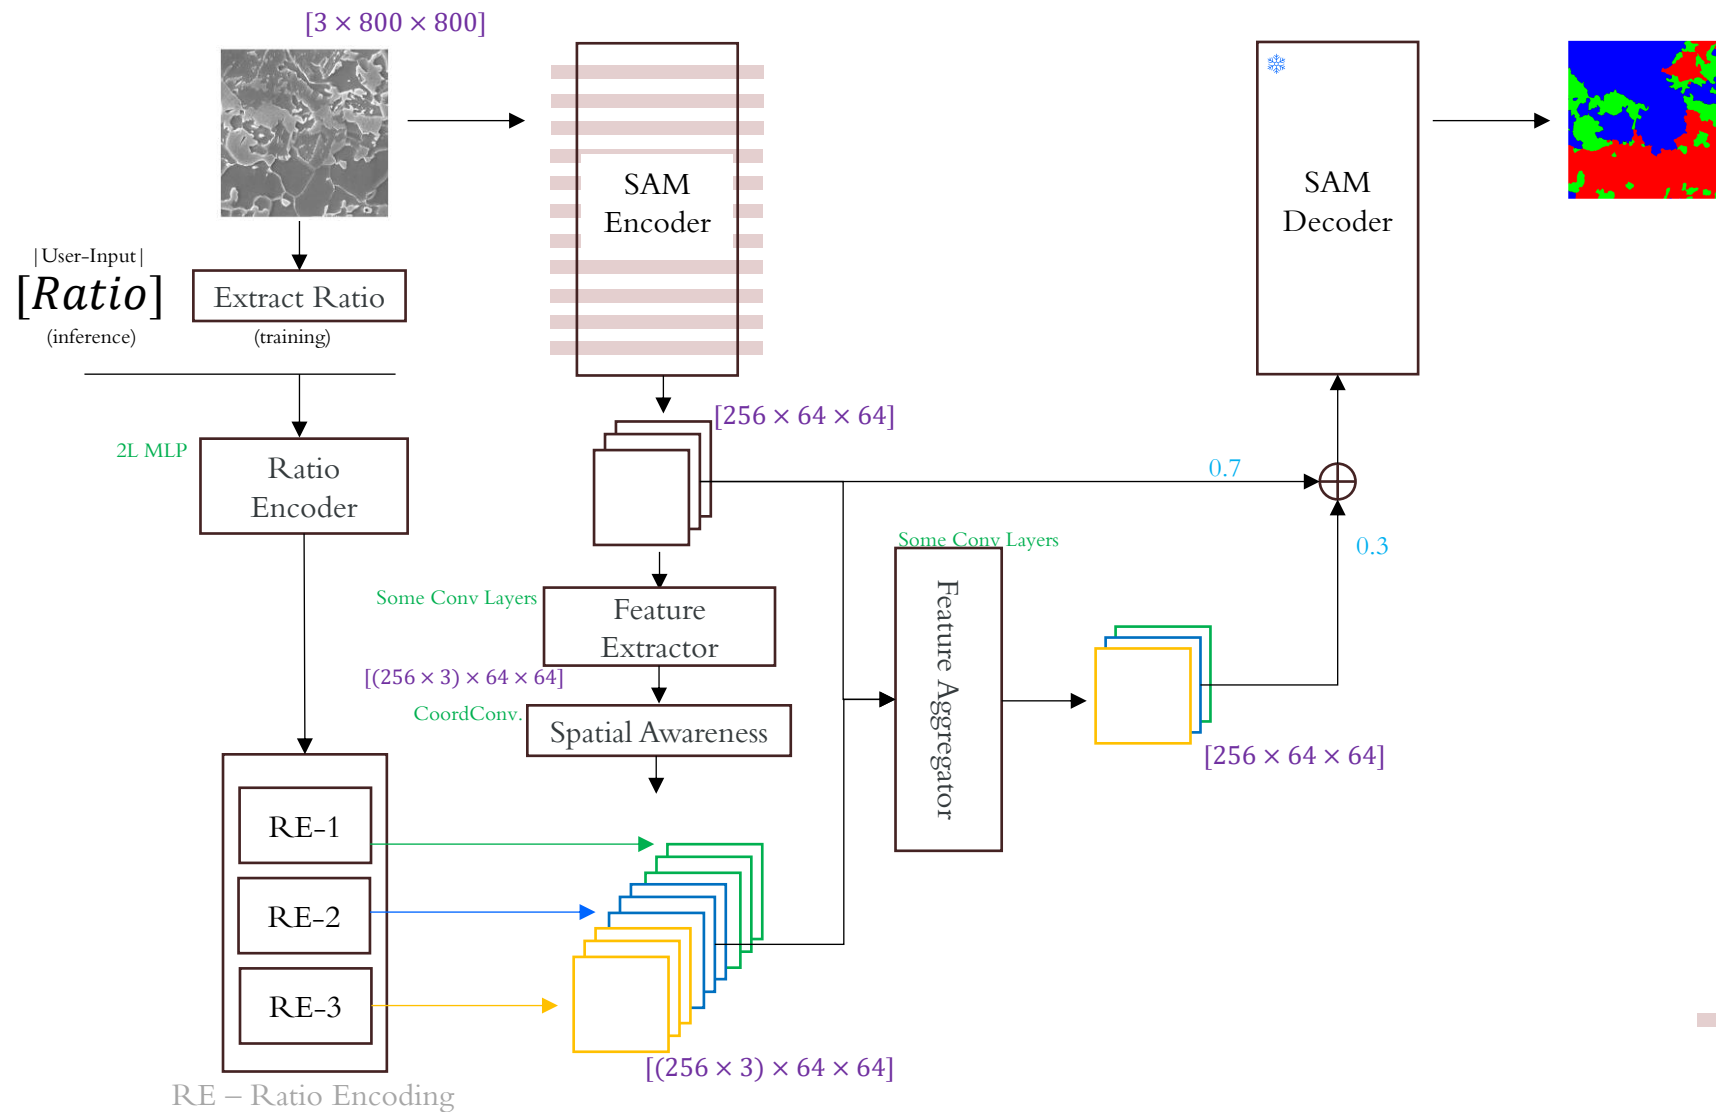 [3 × 800 × 800]
SAM
Encoder
SAM
Decoder
|User-Input|
[Ratio]
(inference)
Extract Ratio
(training)
[256 × 64 × 64]
2L MLP
Ratio
Encoder
0.7
0.3
Some Conv Layers
Feature Aggregator
Some Conv Layers
Feature
Extractor
[(256 × 3) × 64 × 64]
CoordConv.
Spatial Awareness
[256 × 64 × 64]
RE-1
RE-2
RE-3
[(256 × 3) × 64 × 64]
RE – Ratio Encoding